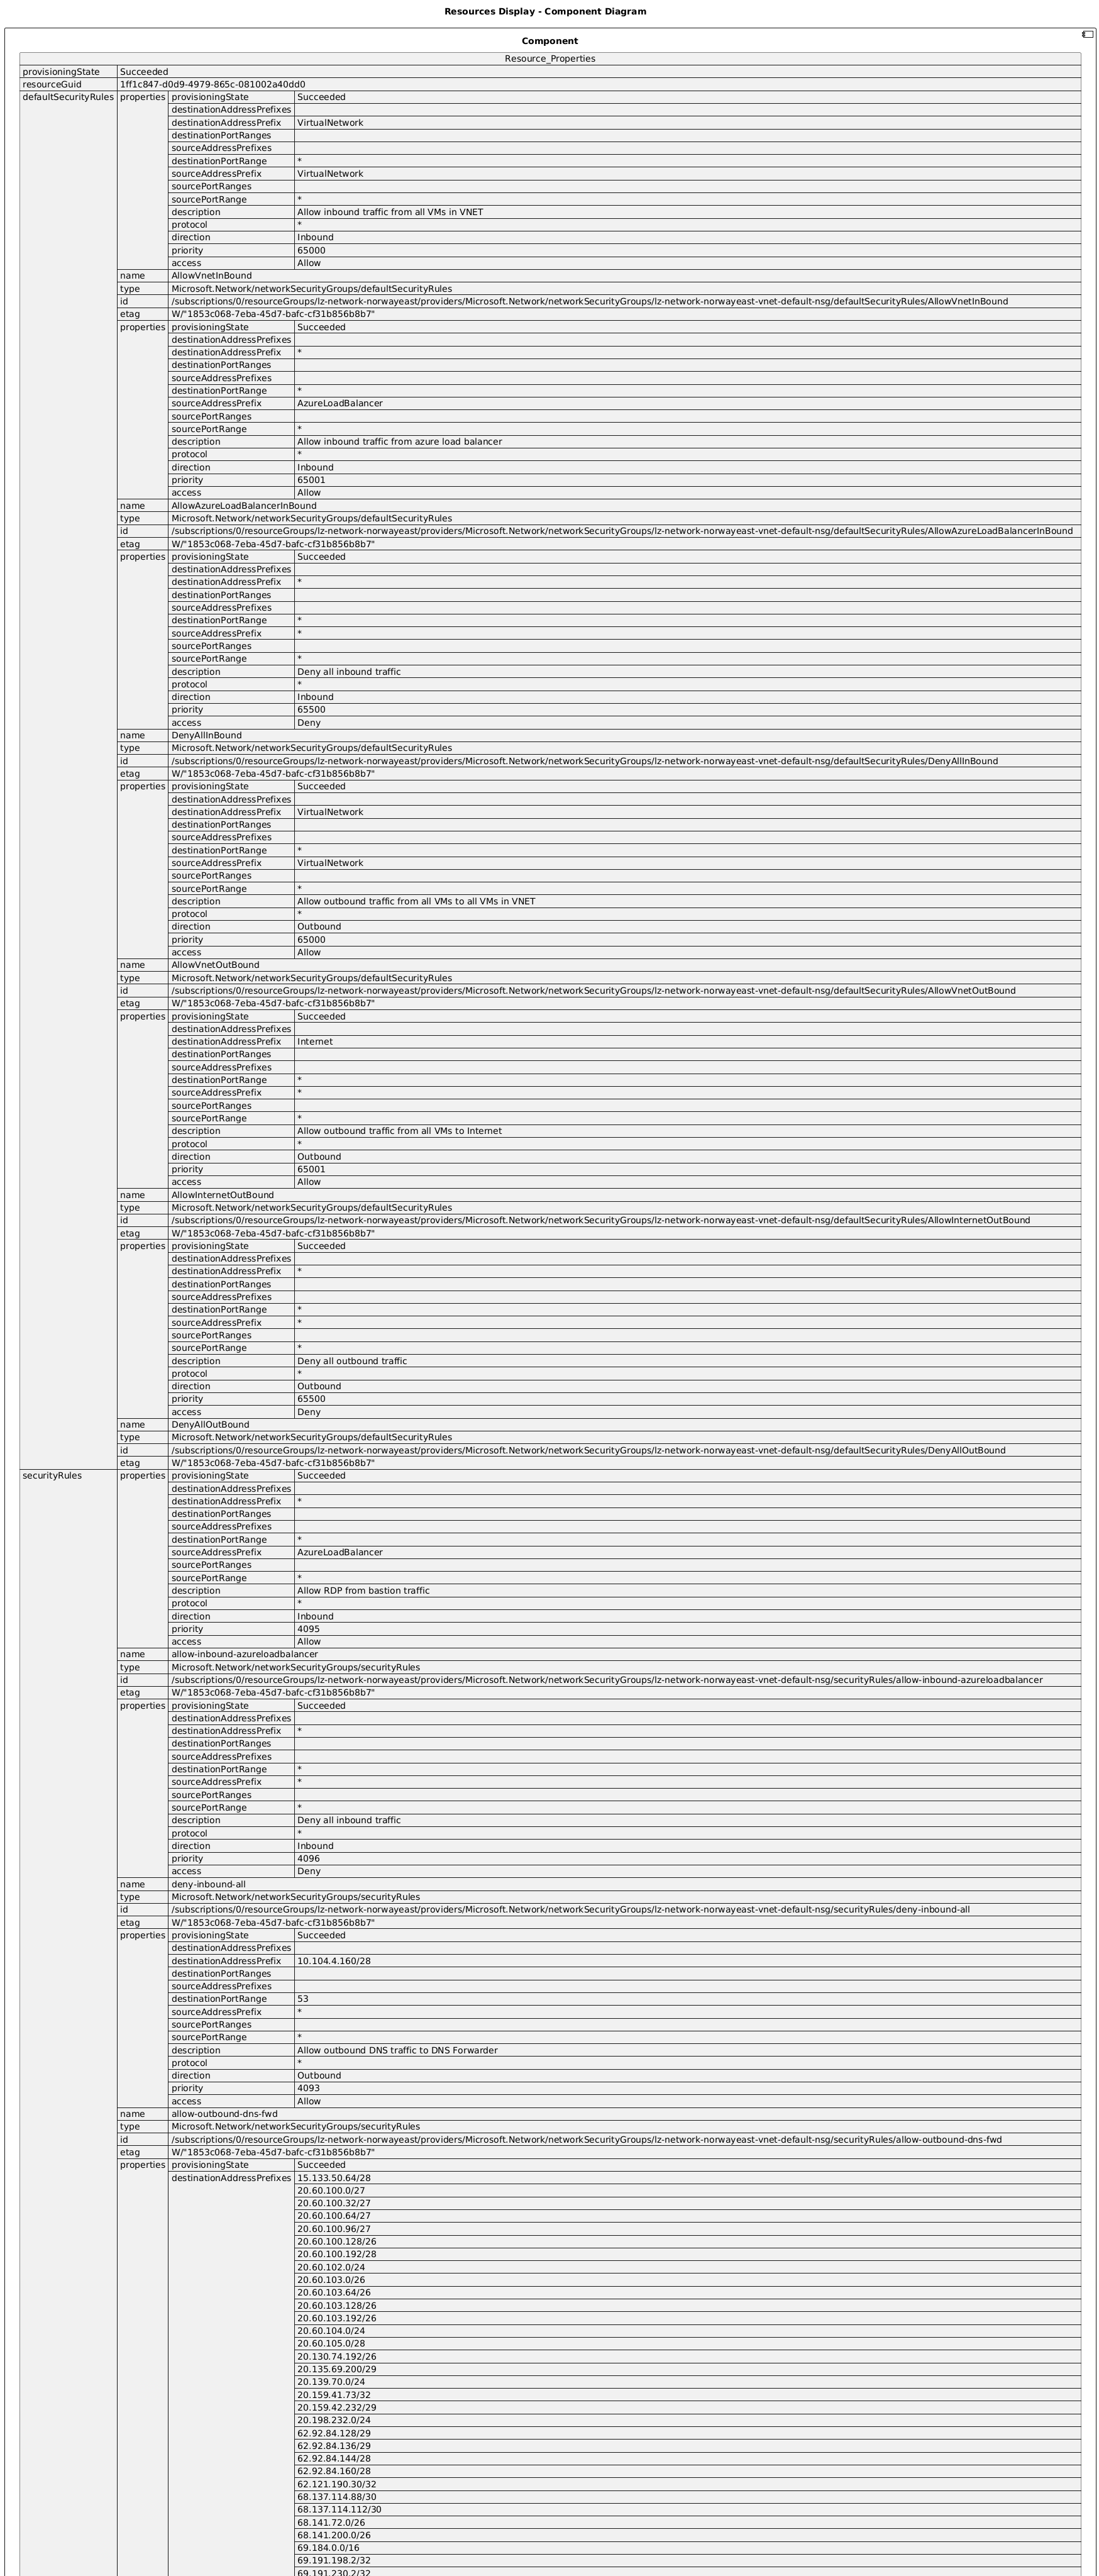 Resources Display - Component Diagram
Component
Resource_Properties
provisioningState Succeeded
resourceGuid 1ff1c847-d0d9-4979-865c-081002a40dd0
defaultSecurityRules properties provisioningState Succeeded
destinationAddressPrefixes
destinationAddressPrefix VirtualNetwork
destinationPortRanges
sourceAddressPrefixes
destinationPortRange *
sourceAddressPrefix VirtualNetwork
sourcePortRanges
sourcePortRange *
description Allow inbound traffic from all VMs in VNET
protocol *
direction Inbound
priority 65000
access Allow
name AllowVnetInBound
type Microsoft.Network/networkSecurityGroups/defaultSecurityRules
id /subscriptions/0/resourceGroups/lz-network-norwayeast/providers/Microsoft.Network/networkSecurityGroups/lz-network-norwayeast-vnet-default-nsg/defaultSecurityRules/AllowVnetInBound
etag W/"1853c068-7eba-45d7-bafc-cf31b856b8b7"
properties provisioningState Succeeded
destinationAddressPrefixes
destinationAddressPrefix *
destinationPortRanges
sourceAddressPrefixes
destinationPortRange *
sourceAddressPrefix AzureLoadBalancer
sourcePortRanges
sourcePortRange *
description Allow inbound traffic from azure load balancer
protocol *
direction Inbound
priority 65001
access Allow
name AllowAzureLoadBalancerInBound
type Microsoft.Network/networkSecurityGroups/defaultSecurityRules
id /subscriptions/0/resourceGroups/lz-network-norwayeast/providers/Microsoft.Network/networkSecurityGroups/lz-network-norwayeast-vnet-default-nsg/defaultSecurityRules/AllowAzureLoadBalancerInBound
etag W/"1853c068-7eba-45d7-bafc-cf31b856b8b7"
properties provisioningState Succeeded
destinationAddressPrefixes
destinationAddressPrefix *
destinationPortRanges
sourceAddressPrefixes
destinationPortRange *
sourceAddressPrefix *
sourcePortRanges
sourcePortRange *
description Deny all inbound traffic
protocol *
direction Inbound
priority 65500
access Deny
name DenyAllInBound
type Microsoft.Network/networkSecurityGroups/defaultSecurityRules
id /subscriptions/0/resourceGroups/lz-network-norwayeast/providers/Microsoft.Network/networkSecurityGroups/lz-network-norwayeast-vnet-default-nsg/defaultSecurityRules/DenyAllInBound
etag W/"1853c068-7eba-45d7-bafc-cf31b856b8b7"
properties provisioningState Succeeded
destinationAddressPrefixes
destinationAddressPrefix VirtualNetwork
destinationPortRanges
sourceAddressPrefixes
destinationPortRange *
sourceAddressPrefix VirtualNetwork
sourcePortRanges
sourcePortRange *
description Allow outbound traffic from all VMs to all VMs in VNET
protocol *
direction Outbound
priority 65000
access Allow
name AllowVnetOutBound
type Microsoft.Network/networkSecurityGroups/defaultSecurityRules
id /subscriptions/0/resourceGroups/lz-network-norwayeast/providers/Microsoft.Network/networkSecurityGroups/lz-network-norwayeast-vnet-default-nsg/defaultSecurityRules/AllowVnetOutBound
etag W/"1853c068-7eba-45d7-bafc-cf31b856b8b7"
properties provisioningState Succeeded
destinationAddressPrefixes
destinationAddressPrefix Internet
destinationPortRanges
sourceAddressPrefixes
destinationPortRange *
sourceAddressPrefix *
sourcePortRanges
sourcePortRange *
description Allow outbound traffic from all VMs to Internet
protocol *
direction Outbound
priority 65001
access Allow
name AllowInternetOutBound
type Microsoft.Network/networkSecurityGroups/defaultSecurityRules
id /subscriptions/0/resourceGroups/lz-network-norwayeast/providers/Microsoft.Network/networkSecurityGroups/lz-network-norwayeast-vnet-default-nsg/defaultSecurityRules/AllowInternetOutBound
etag W/"1853c068-7eba-45d7-bafc-cf31b856b8b7"
properties provisioningState Succeeded
destinationAddressPrefixes
destinationAddressPrefix *
destinationPortRanges
sourceAddressPrefixes
destinationPortRange *
sourceAddressPrefix *
sourcePortRanges
sourcePortRange *
description Deny all outbound traffic
protocol *
direction Outbound
priority 65500
access Deny
name DenyAllOutBound
type Microsoft.Network/networkSecurityGroups/defaultSecurityRules
id /subscriptions/0/resourceGroups/lz-network-norwayeast/providers/Microsoft.Network/networkSecurityGroups/lz-network-norwayeast-vnet-default-nsg/defaultSecurityRules/DenyAllOutBound
etag W/"1853c068-7eba-45d7-bafc-cf31b856b8b7"
securityRules properties provisioningState Succeeded
destinationAddressPrefixes
destinationAddressPrefix *
destinationPortRanges
sourceAddressPrefixes
destinationPortRange *
sourceAddressPrefix AzureLoadBalancer
sourcePortRanges
sourcePortRange *
description Allow RDP from bastion traffic
protocol *
direction Inbound
priority 4095
access Allow
name allow-inbound-azureloadbalancer
type Microsoft.Network/networkSecurityGroups/securityRules
id /subscriptions/0/resourceGroups/lz-network-norwayeast/providers/Microsoft.Network/networkSecurityGroups/lz-network-norwayeast-vnet-default-nsg/securityRules/allow-inbound-azureloadbalancer
etag W/"1853c068-7eba-45d7-bafc-cf31b856b8b7"
properties provisioningState Succeeded
destinationAddressPrefixes
destinationAddressPrefix *
destinationPortRanges
sourceAddressPrefixes
destinationPortRange *
sourceAddressPrefix *
sourcePortRanges
sourcePortRange *
description Deny all inbound traffic
protocol *
direction Inbound
priority 4096
access Deny
name deny-inbound-all
type Microsoft.Network/networkSecurityGroups/securityRules
id /subscriptions/0/resourceGroups/lz-network-norwayeast/providers/Microsoft.Network/networkSecurityGroups/lz-network-norwayeast-vnet-default-nsg/securityRules/deny-inbound-all
etag W/"1853c068-7eba-45d7-bafc-cf31b856b8b7"
properties provisioningState Succeeded
destinationAddressPrefixes
destinationAddressPrefix 10.104.4.160/28
destinationPortRanges
sourceAddressPrefixes
destinationPortRange 53
sourceAddressPrefix *
sourcePortRanges
sourcePortRange *
description Allow outbound DNS traffic to DNS Forwarder
protocol *
direction Outbound
priority 4093
access Allow
name allow-outbound-dns-fwd
type Microsoft.Network/networkSecurityGroups/securityRules
id /subscriptions/0/resourceGroups/lz-network-norwayeast/providers/Microsoft.Network/networkSecurityGroups/lz-network-norwayeast-vnet-default-nsg/securityRules/allow-outbound-dns-fwd
etag W/"1853c068-7eba-45d7-bafc-cf31b856b8b7"
properties provisioningState Succeeded
destinationAddressPrefixes 15.133.50.64/28
20.60.100.0/27
20.60.100.32/27
20.60.100.64/27
20.60.100.96/27
20.60.100.128/26
20.60.100.192/28
20.60.102.0/24
20.60.103.0/26
20.60.103.64/26
20.60.103.128/26
20.60.103.192/26
20.60.104.0/24
20.60.105.0/28
20.130.74.192/26
20.135.69.200/29
20.139.70.0/24
20.159.41.73/32
20.159.42.232/29
20.198.232.0/24
62.92.84.128/29
62.92.84.136/29
62.92.84.144/28
62.92.84.160/28
62.121.190.30/32
68.137.114.88/30
68.137.114.112/30
68.141.72.0/26
68.141.200.0/26
69.184.0.0/16
69.191.198.2/32
69.191.230.2/32